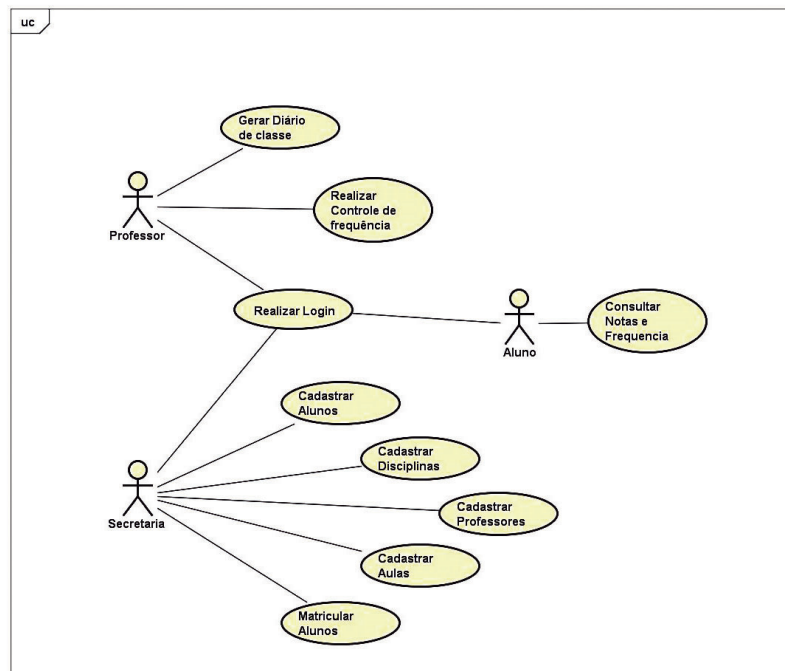 uc
Gerar Diário
de classe
Realizar
Controle de
frequência
Professor
Realizar Login
Aluno
Consultar
Notas e
Frequencia
Cadastrar
Alunos
Cadastrar
Disciplinas
Secretaria
Cadastrar
Professores
Cadastrar
Aulas
Matricular
Alunos